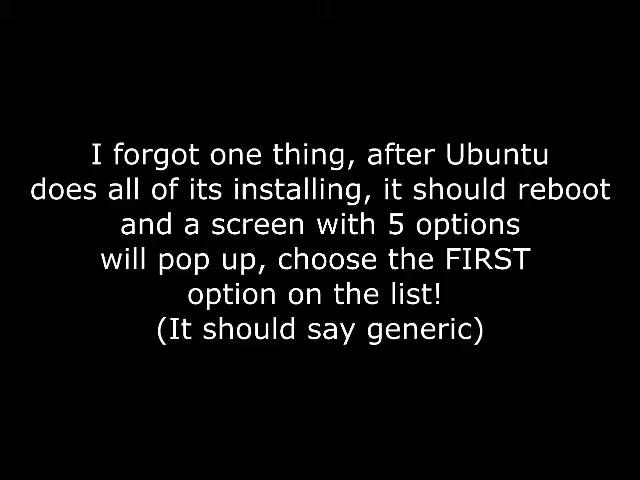 I forgot one thing, after Ubuntu
does all of its installing, it should reboot
and a screen with 5 options
will pop up, choose the FIRST
option on the list!
(It should say generic)